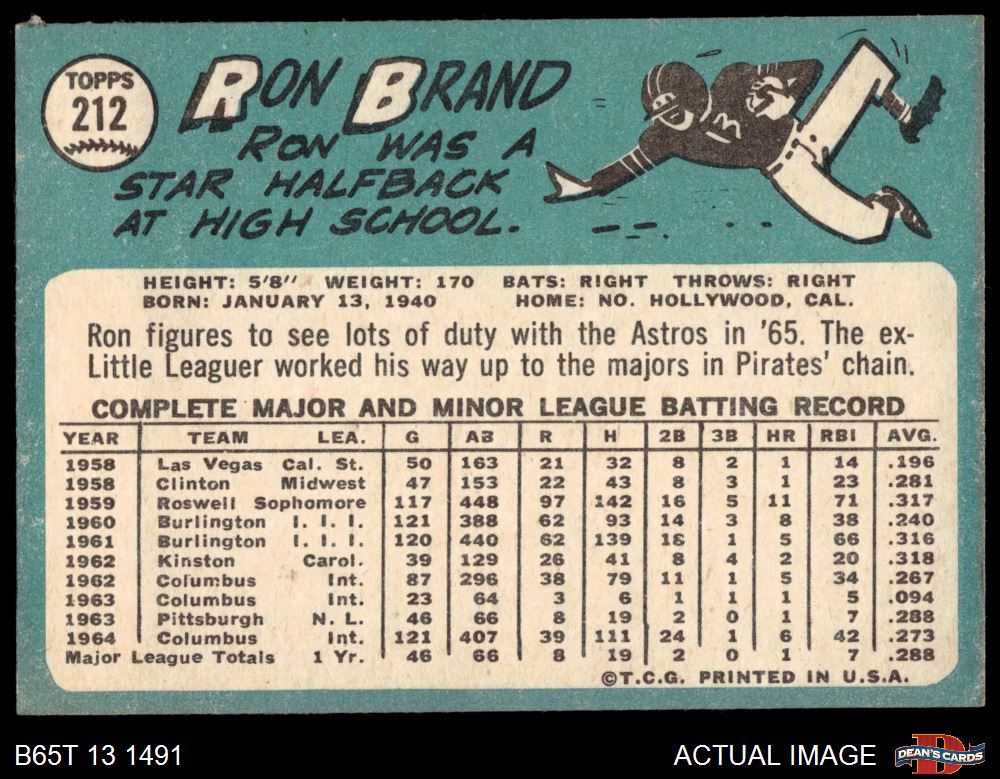 TOPPS
212
RON BRAND
RON WAS A
STAR HALFBACK
AT HIGH SCHOOL.
HEIGHT: 5'8" WEIGHT: 170 BATS: RIGHT THROWS: RIGHT
BORN: JANUARY 13, 1940 HOME: NO. HOLLYWOOD, CAL.
Ron figures to see lots of duty with the Astros in '65. The ex-
Little Leaguer worked his way up to the majors in Pirates' chain.
COMPLETE MAJOR AND MINOR LEAGUE BATTING RECORD
YEAR TEAM LEA. G AB R H 2B 3B HR RBI AVG.
1958 Las Vegas Cal. St. 50 163 21 32 8 2 1 14 .196
1958 Clinton Midwest 47 153 22 43 8 3 1 23 .281
1959 Roswell Sophomore 117 448 97 142 16 5 11 71 .317
1960 Burlington I. I. I. 121 388 62 93 14 3 8 38 .240
1961 Burlington I. I. I. 120 440 62 139 18 1 5 66 .316
1962 Kinston Carol. 39 129 26 41 8 4 2 20 .318
1962 Columbus Int. 87 296 38 79 11 1 5 34 .267
1963 Columbus Int. 23 64 3 6 1 1 1 5 .094
1963 Pittsburgh N. L. 46 66 8 19 2 0 1 7 .288
1964 Columbus Int. 121 407 39 111 24 1 6 42 .273
Major League Totals 1 Yr. 46 66 8 19 2 0 1 7 .288
©T.C.G. PRINTED IN U.S.A.
B65T 13 1491 ACTUAL IMAGE DEAN'S CARDS